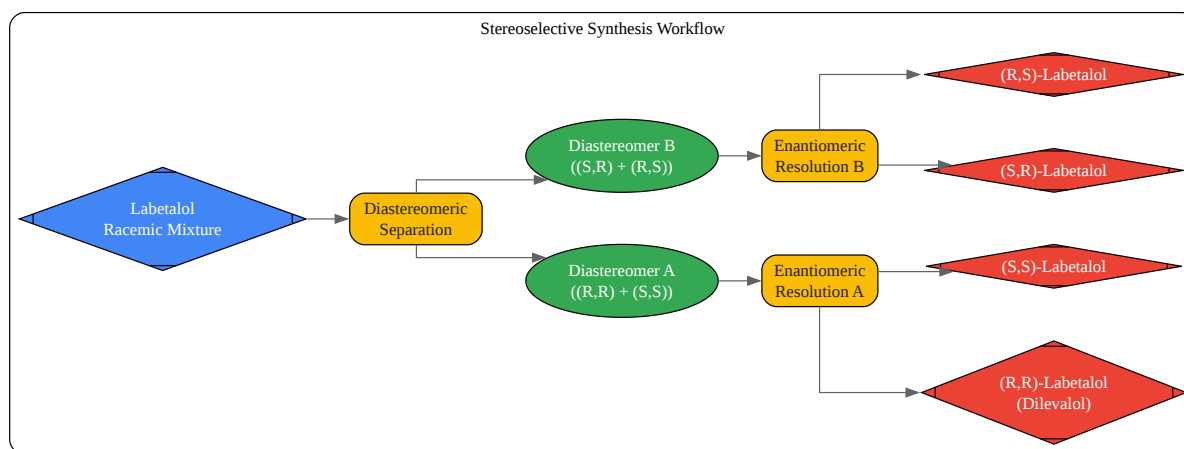 Stereoselective Synthesis Workflow
Labetalol
Racemic Mixture
Diastereomeric
Separation
Diastereomer B
((S,R) + (R,S))
Enantiomeric
Resolution B
(R,S)-Labetalol
(S,R)-Labetalol
Diastereomer A
((R,R) + (S,S))
Enantiomeric
Resolution A
(S,S)-Labetalol
(R,R)-Labetalol
(Dilevalol)